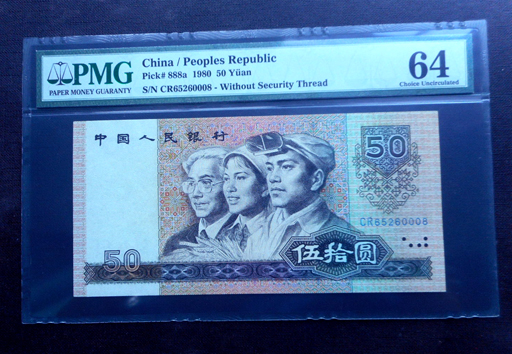 PMG
PAPER MONEY GUARANTY
China / Peoples Republic
Pick# 888a 1980 50 Yüan
S/N CR65260008 - Without Security Thread
64
Choice Uncirculated
中国人民银行
50
CR65260008
50
伍拾圆